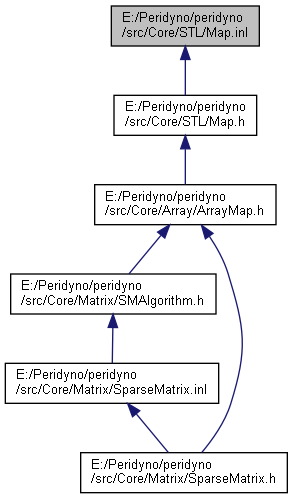 E:/Peridyno/peridyno
/src/Core/STL/Map.inl
E:/Peridyno/peridyno
/src/Core/STL/Map.h
E:/Peridyno/peridyno
/src/Core/Array/ArrayMap.h
E:/Peridyno/peridyno
/src/Core/Matrix/SMAlgorithm.h
E:/Peridyno/peridyno
/src/Core/Matrix/SparseMatrix.inl
E:/Peridyno/peridyno
/src/Core/Matrix/SparseMatrix.h